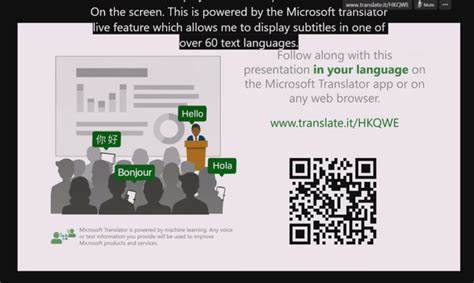 www.translate.it/HKQWE
Mute
On the screen. This is powered by the Microsoft translator
live feature which allows me to display subtitles in one of
over 60 text languages.
Follow along with this
presentation in your language on
the Microsoft Translator app or on
any web browser.
www.translate.it/HKQWE
Hello
你好
Bonjour
Hola
Microsoft Translator is powered by machine learning. Any voice
or text information you provide will be used to improve
Microsoft products and services.